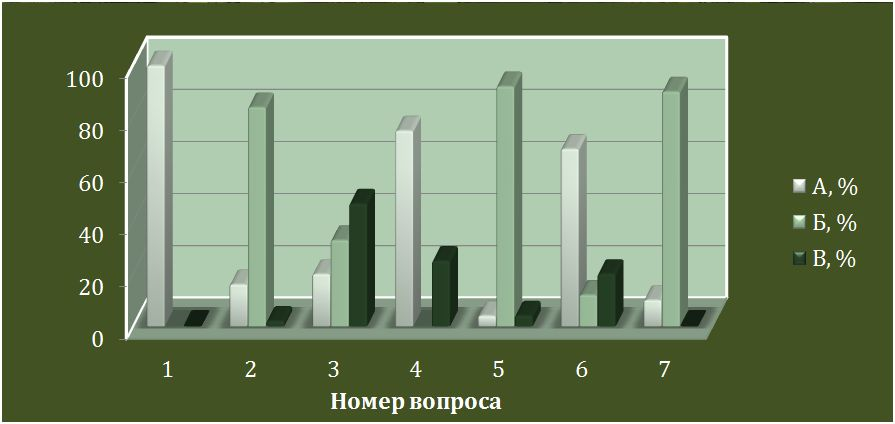 100
80
60
40
20
0
1 2 3 4 5 6 7
Номер вопроса
А, %
Б, %
В, %